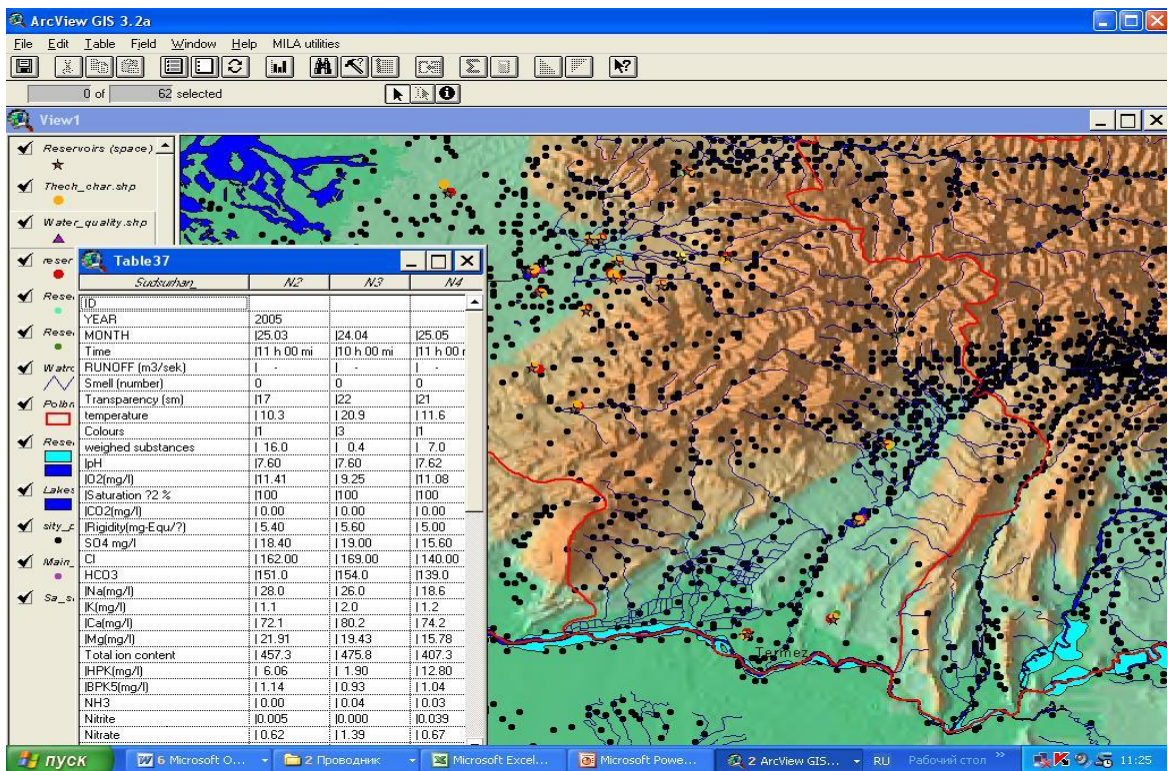 ArcView GIS 3.2a
File Edit Table Field Window Help MILA utilities
0 of 62 selected
View1
Reservoirs (space)
Thech_char.shp
Water_quality.shp
reser
Rese
Rese
Watro
Polbn
Rese
Lakes
Main_
Table37
Sudsurhan_ N2 N3 N4
ID
YEAR 2005
MONTH |25.03 |24.04 |25.05
Time |11 h 00 mi |10 h 00 mi |11 h 00 r
RUNOFF (m3/sek) | - | - | -
Smell (number) 0 0 0
Transparency (sm) |17 |22 |21
temperature |10.3 |20.9 |11.6
Colours |1 |3 |1
weighed substances | 16.0 | 0.4 | 7.0
|pH |7.60 |7.60 |7.62
|O2(mg/l) |11.41 |9.25 |11.08
|Saturation ?2 % |100 |100 |100
|CO2(mg/l) |0.00 |0.00 |0.00
|Rigidity(mg-Equ/?) |5.40 |5.60 |5.00
SO4 mg/l |18.40 |19.00 |15.60
Cl |162.00 |169.00 |140.00
HCO3 |151.0 |154.0 |139.0
|Na(mg/l) |28.0 |26.0 |18.6
|K(mg/l) |1.1 |2.0 |1.2
|Ca(mg/l) |72.1 |80.2 |74.2
|Mg(mg/l) |21.91 |19.43 |15.78
Total ion content |457.3 |475.8 |407.3
|HPK(mg/l) | 6.06 | 1.90 |12.80
|BPK5(mg/l) |1.14 |0.93 |1.04
NH3 |0.00 |0.04 |0.03
Nitrite |0.005 |0.000 |0.039
Nitrate |0.62 |1.39 |0.67
Termez
пуск 6 Microsoft O... 2 Проводник Microsoft Excel... Microsoft Powe... 2 ArcView GIS... RU Рабочий стол » 11:25